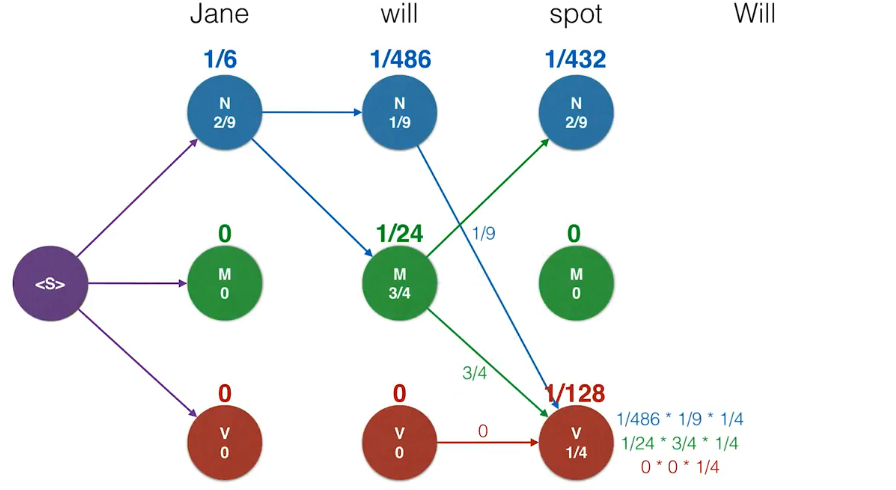 Jane will spot Will
1/6 1/486 1/432
N N N
2/9 1/9 2/9
0 1/24 0
1/9
<S> M M M
0 3/4 0
3/4
0 0 1/128
1/486 * 1/9 * 1/4
V V 0 V 1/24 * 3/4 * 1/4
0 0 1/4
0 * 0 * 1/4